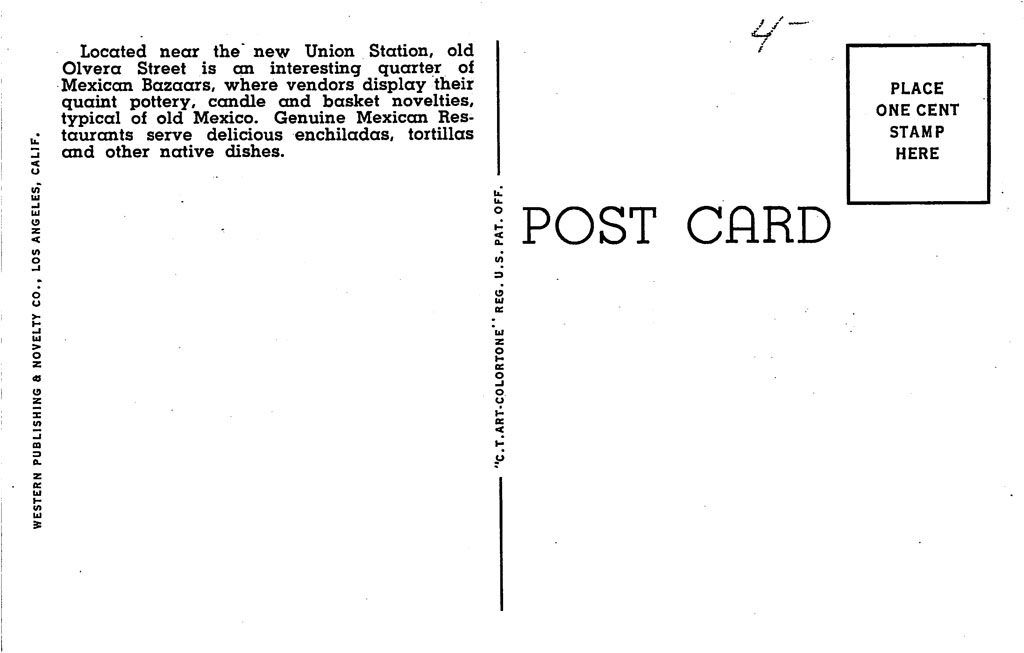 Located near the new Union Station, old
Olvera Street is an interesting quarter of
Mexican Bazaars, where vendors display their
quaint pottery, candle and basket novelties,
typical of old Mexico. Genuine Mexican Res-
taurants serve delicious enchiladas, tortillas
and other native dishes.
WESTERN PUBLISHING & NOVELTY CO., LOS ANGELES, CALIF.
"C.T.ART-COLORTONE" REG. U.S. PAT. OFF.
4-
POST CARD
PLACE
ONE CENT
STAMP
HERE